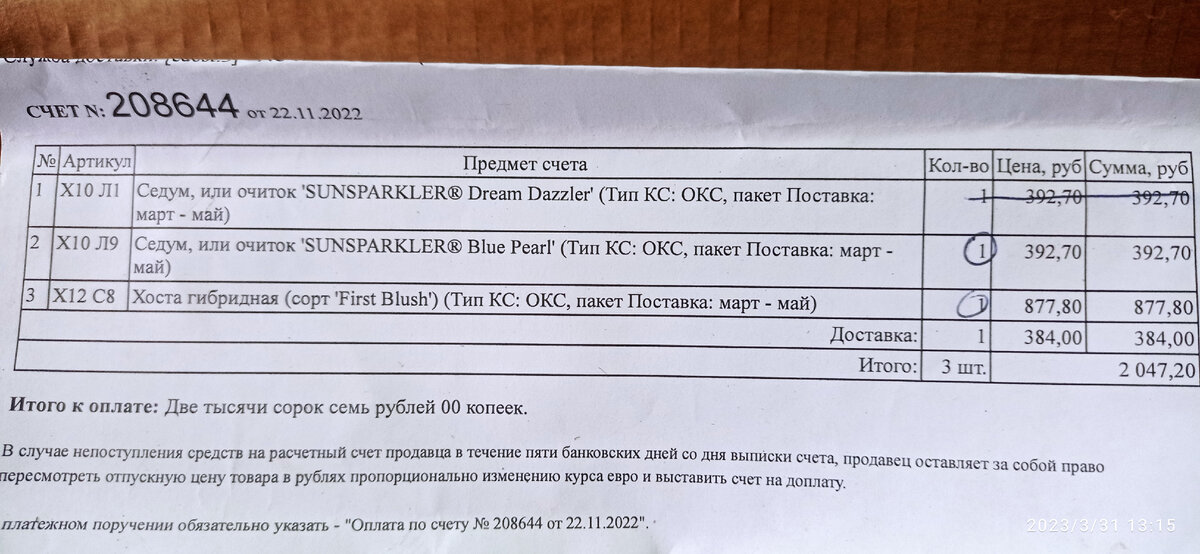 СЧЕТ N: 208644 от 22.11.2022
№ Артикул Предмет счета Кол-во Цена, руб Сумма, руб
1 X10 Л1 Седум, или очиток 'SUNSPARKLER® Dream Dazzler' (Тип КС: ОКС, пакет Поставка: 1 392,70 392,70
март - май)
2 X10 Л9 Седум, или очиток 'SUNSPARKLER® Blue Pearl' (Тип КС: ОКС, пакет Поставка: март - 1 392,70 392,70
май)
3 X12 C8 Хоста гибридная (сорт 'First Blush') (Тип КС: ОКС, пакет Поставка: март - май) 1 877,80 877,80
Доставка: 1 384,00 384,00
Итого: 3 шт. 2 047,20
Итого к оплате: Две тысячи сорок семь рублей 00 копеек.
В случае непоступления средств на расчетный счет продавца в течение пяти банковских дней со дня выписки счета, продавец оставляет за собой право
пересмотреть отпускную цену товара в рублях пропорционально изменению курса евро и выставить счет на доплату.
платежном поручении обязательно указать - "Оплата по счету № 208644 от 22.11.2022".
2023/3/31 13:15